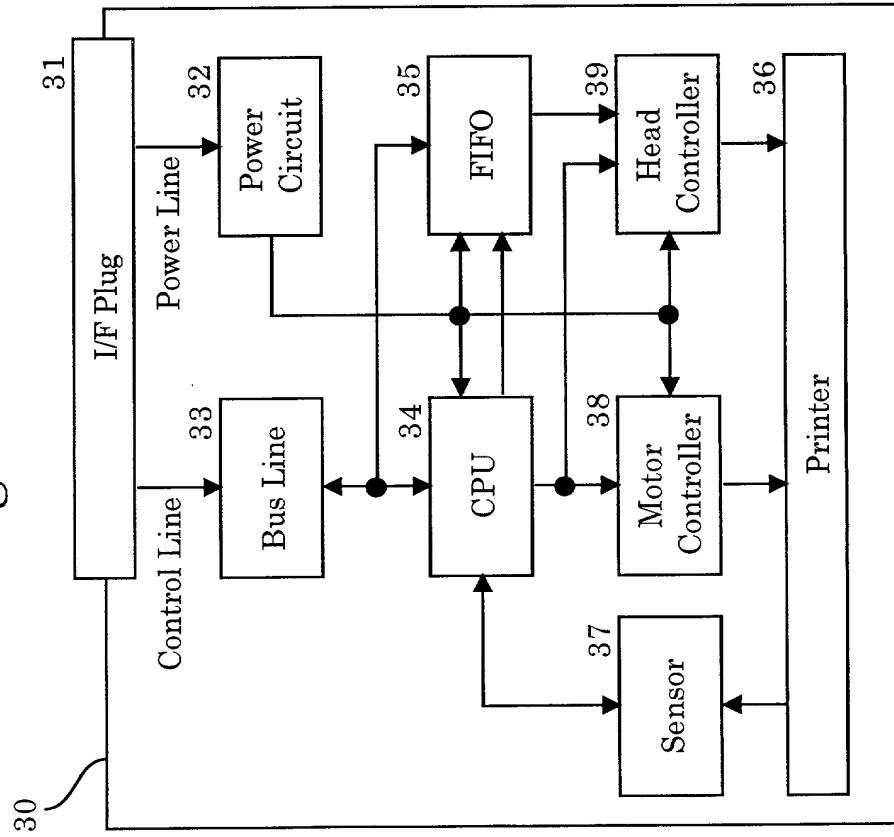 30
31
I/F Plug
Control Line
Power Line
33
Bus Line
32
Power
Circuit
34
CPU
35
FIFO
37
Sensor
38
Motor
Controller
39
Head
Controller
36
Printer